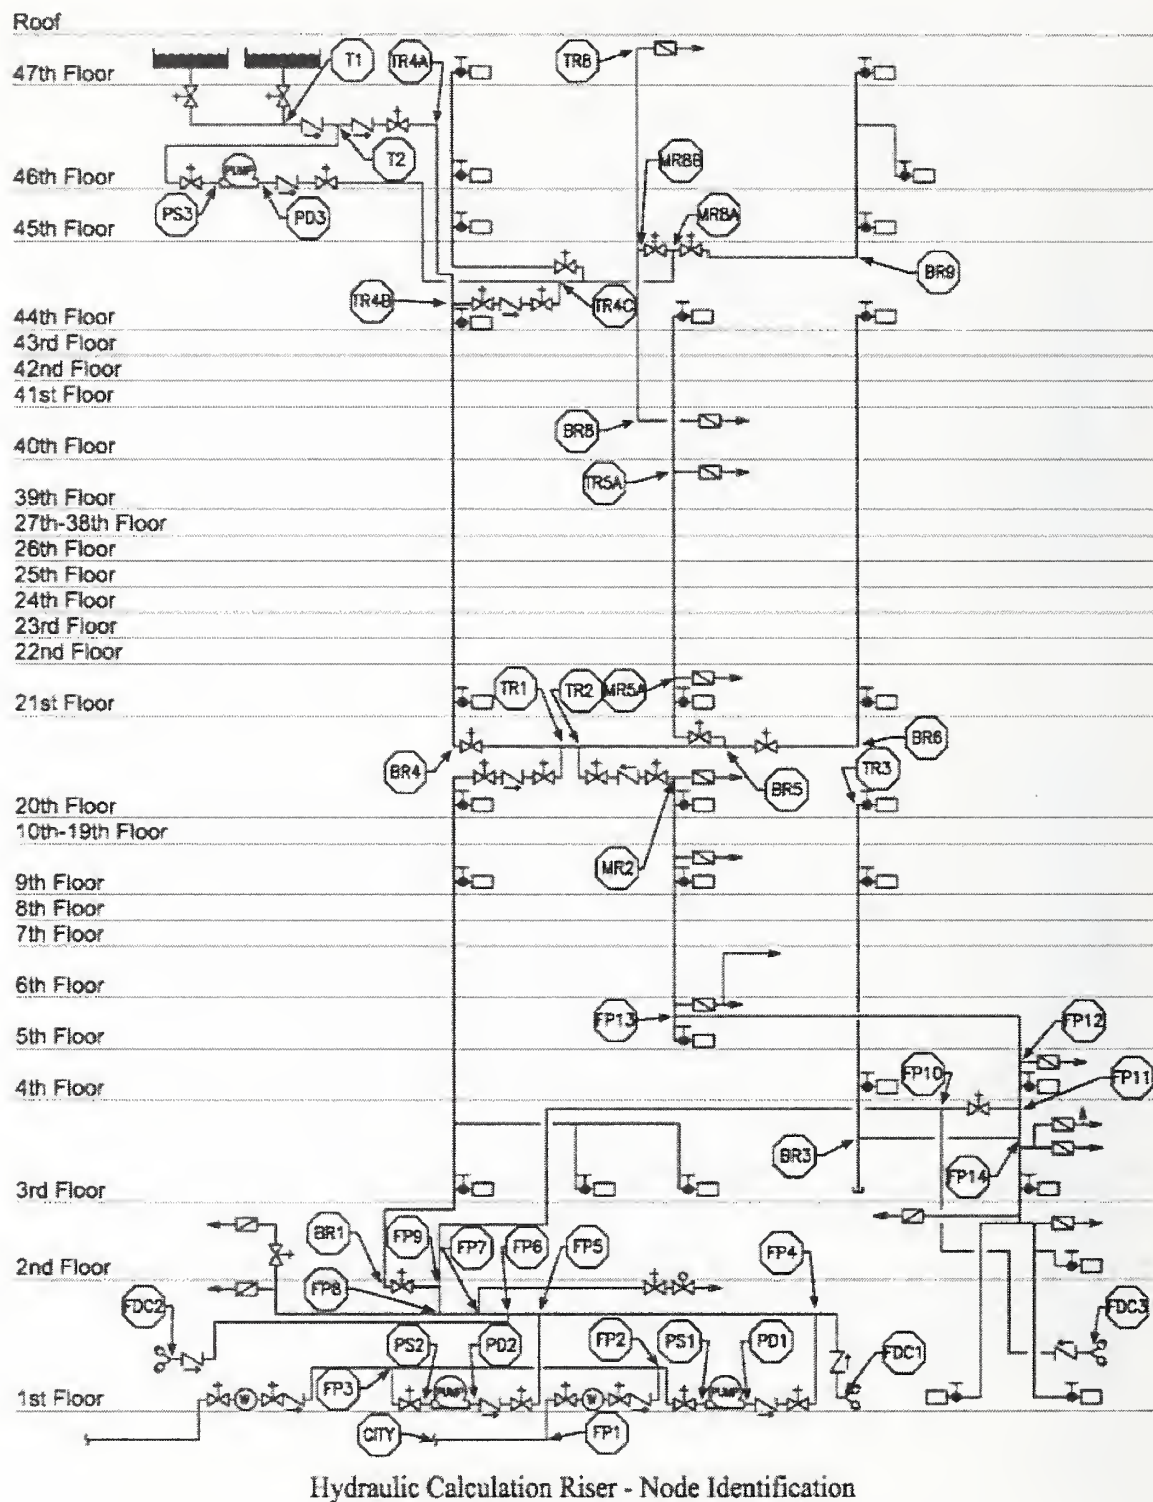 Roof
47th Floor
T1
TR4A
TR8
T2
46th Floor
PUMP
MR8B
PS3
PD3
MR8A
45th Floor
BR9
TR4B
TR4C
44th Floor
43rd Floor
42nd Floor
41st Floor
BR8
40th Floor
TR5A
39th Floor
27th-38th Floor
26th Floor
25th Floor
24th Floor
23rd Floor
22nd Floor
TR1
TR2
MR5A
21st Floor
BR4
BR5
BR6
TR3
20th Floor
10th-19th Floor
MR2
9th Floor
8th Floor
7th Floor
6th Floor
FP13
5th Floor
FP12
FP10
FP11
4th Floor
BR3
FP14
3rd Floor
BR1
FP9
FP7
FP6
FP5
FP4
2nd Floor
FP8
FDC2
FDC3
PS2
PD2
FP2
PS1
PD1
FDC1
FP3
PUMP
PUMP
1st Floor
W
W
CITY
FP1
Hydraulic Calculation Riser - Node Identification